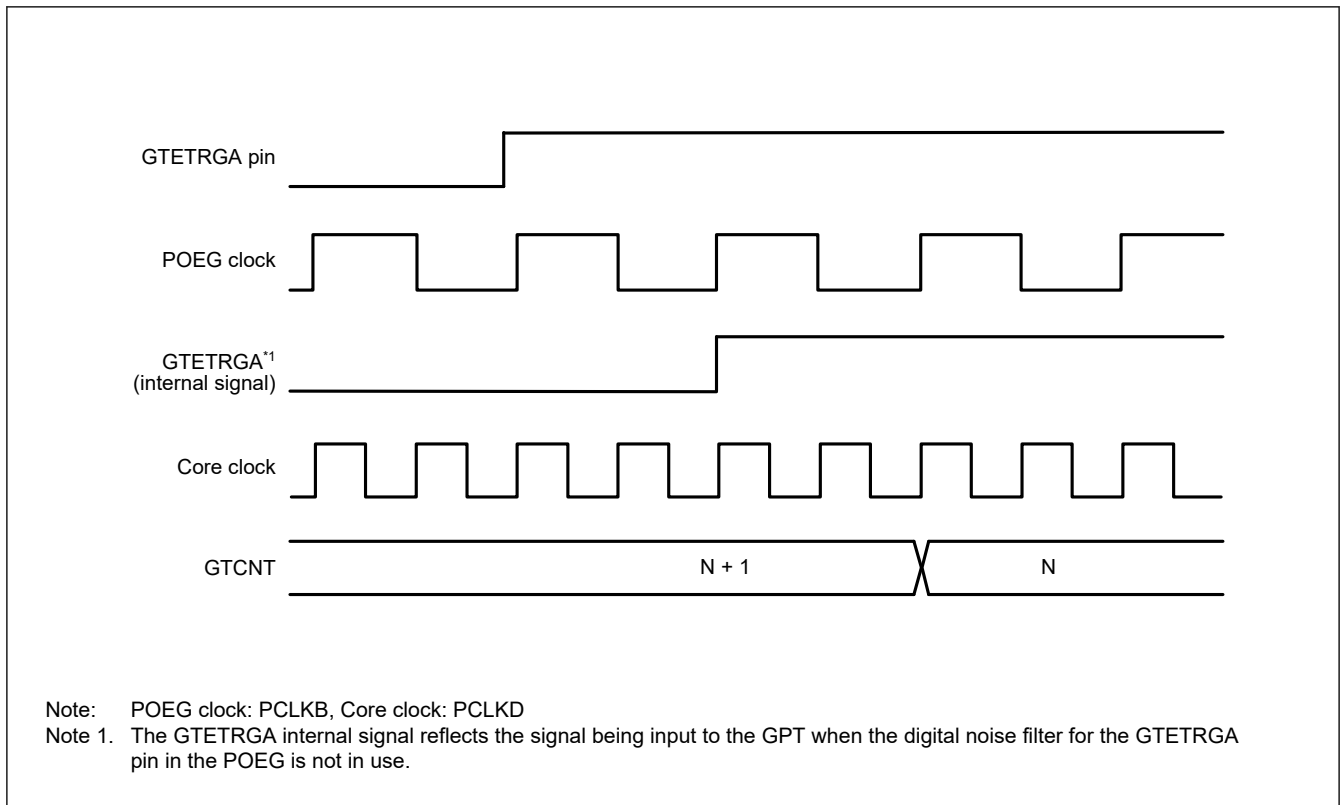 GTETRGA pin
POEG clock
GTETRGA*1
(internal signal)
Core clock
GTCNT
N + 1
N
Note: POEG clock: PCLKB, Core clock: PCLKD
Note 1. The GTETRGA internal signal reflects the signal being input to the GPT when the digital noise filter for the GTETRGA
pin in the POEG is not in use.